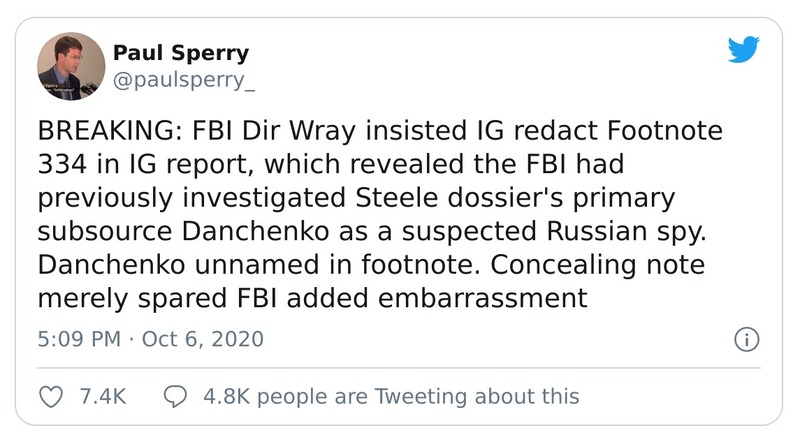 Paul Sperry
@paulsperry_
BREAKING: FBI Dir Wray insisted IG redact Footnote
334 in IG report, which revealed the FBI had
previously investigated Steele dossier's primary
subsource Danchenko as a suspected Russian spy.
Danchenko unnamed in footnote. Concealing note
merely spared FBI added embarrassment
5:09 PM · Oct 6, 2020
7.4K 4.8K people are Tweeting about this